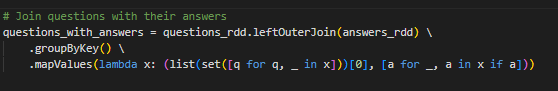 # Join questions with their answers
questions_with_answers = questions_rdd.leftOuterJoin(answers_rdd) \
    .groupByKey() \
    .mapValues(lambda x: (list(set([q for q, _ in x]))[0], [a for _, a in x if a]))